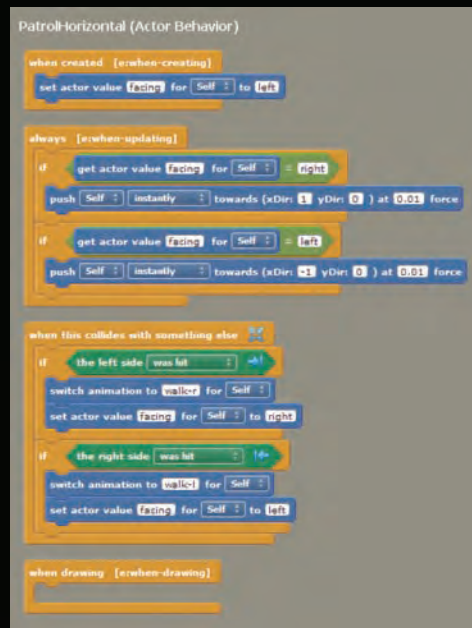 PatrolHorizontal (Actor Behavior)
when created [e:when-creating]
set actor value facing for Self to left
always [e:when-updating]
if get actor value facing for Self = right
push Self instantly towards (xDir: 1 yDir: 0 ) at 0.01 force
if get actor value facing for Self = left
push Self instantly towards (xDir: -1 yDir: 0 ) at 0.01 force
when this collides with something else
if the left side was hit
switch animation to walk-r for Self
set actor value facing for Self to right
if the right side was hit
switch animation to walk-l for Self
set actor value facing for Self to left
when drawing [e:when-drawing]